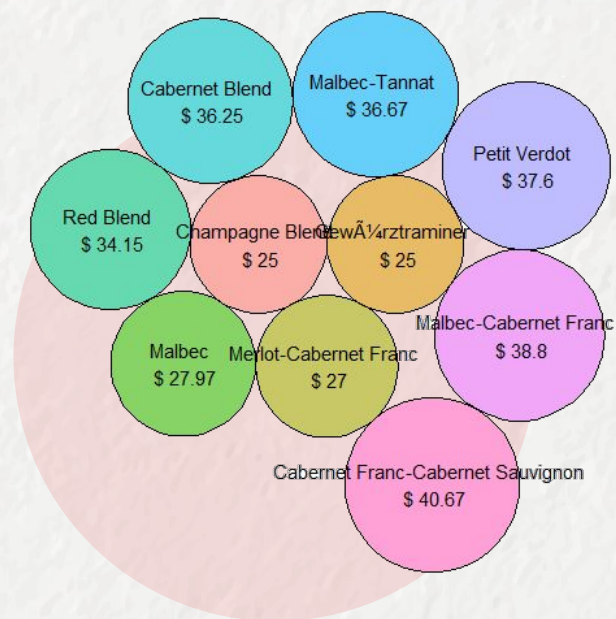 Cabernet Blend
$ 36.25
Malbec-Tannat
$ 36.67
Petit Verdot
$ 37.6
Red Blend
$ 34.15
Champagne Blend
$ 25
GewÃ¼rztraminer
$ 25
Malbec-Cabernet Franc
$ 38.8
Malbec
$ 27.97
Merlot-Cabernet Franc
$ 27
Cabernet Franc-Cabernet Sauvignon
$ 40.67